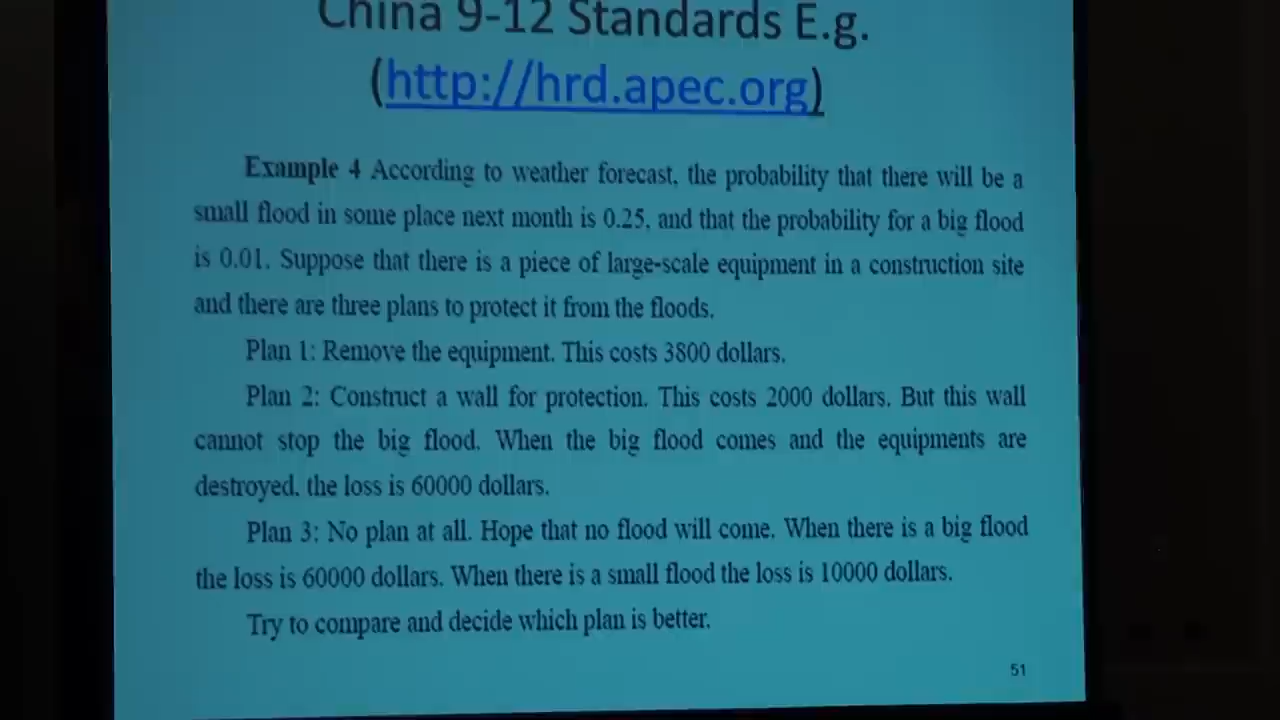 China 9-12 Standards E.g.
(http://hrd.apec.org)
Example 4 According to weather forecast, the probability that there will be a
small flood in some place next month is 0.25, and that the probability for a big flood
is 0.01. Suppose that there is a piece of large-scale equipment in a construction site
and there are three plans to protect it from the floods.
Plan 1: Remove the equipment. This costs 3800 dollars.
Plan 2: Construct a wall for protection. This costs 2000 dollars. But this wall
cannot stop the big flood. When the big flood comes and the equipments are
destroyed, the loss is 60000 dollars.
Plan 3: No plan at all. Hope that no flood will come. When there is a big flood
the loss is 60000 dollars. When there is a small flood the loss is 10000 dollars.
Try to compare and decide which plan is better.
51